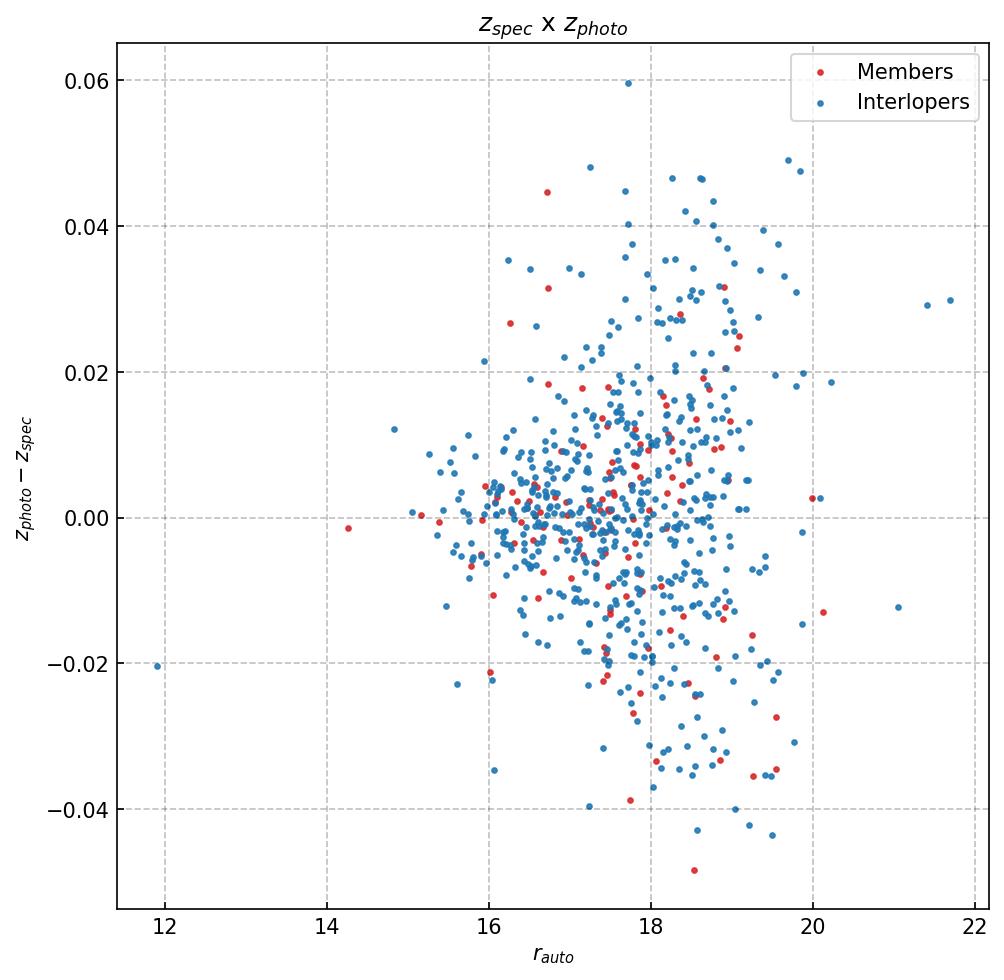 z_spec x z_photo
Members
Interlopers
0.06
0.04
0.02
0.00
−0.02
−0.04
z_photo − z_spec
12
14
16
18
20
22
r_auto